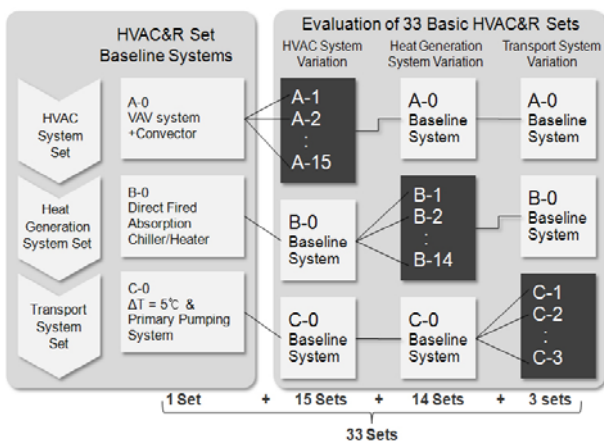 HVAC&R Set
Baseline Systems
Evaluation of 33 Basic HVAC&R Sets
HVAC System
Variation
Heat Generation
System Variation
Transport System
Variation
HVAC
System
Set
A-0
VAV system
+Convector
A-1
A-2
:
A-15
A-0
Baseline
System
A-0
Baseline
System
Heat
Generation
System Set
B-0
Direct Fired
Absorption
Chiller/Heater
B-0
Baseline
System
B-1
B-2
:
B-14
B-0
Baseline
System
Transport
System
Set
C-0
ΔT = 5℃ &
Primary Pumping
System
C-0
Baseline
System
C-0
Baseline
System
C-1
C-2
:
C-3
1 Set + 15 Sets + 14 Sets + 3 sets
33 Sets